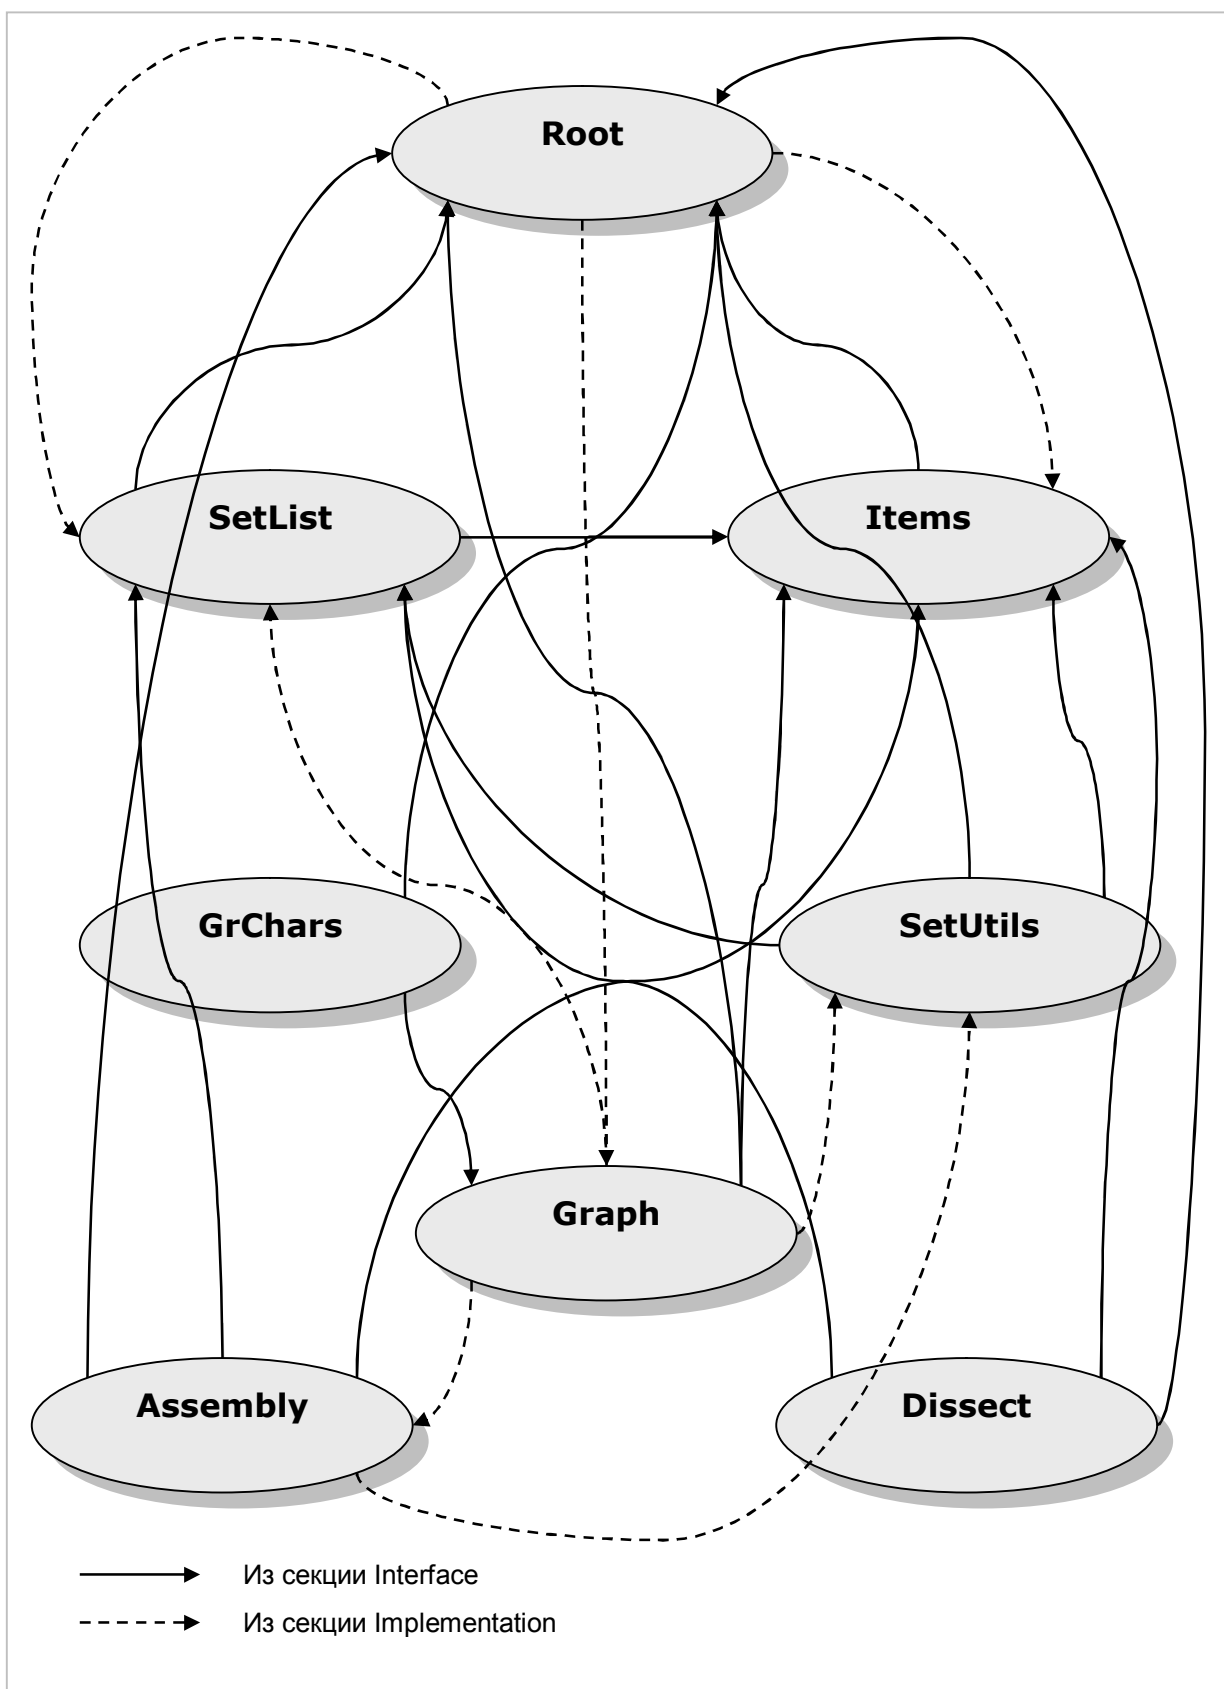 Root
SetList
Items
GrChars
SetUtils
Graph
Assembly
Dissect
Из секции Interface
Из секции Implementation